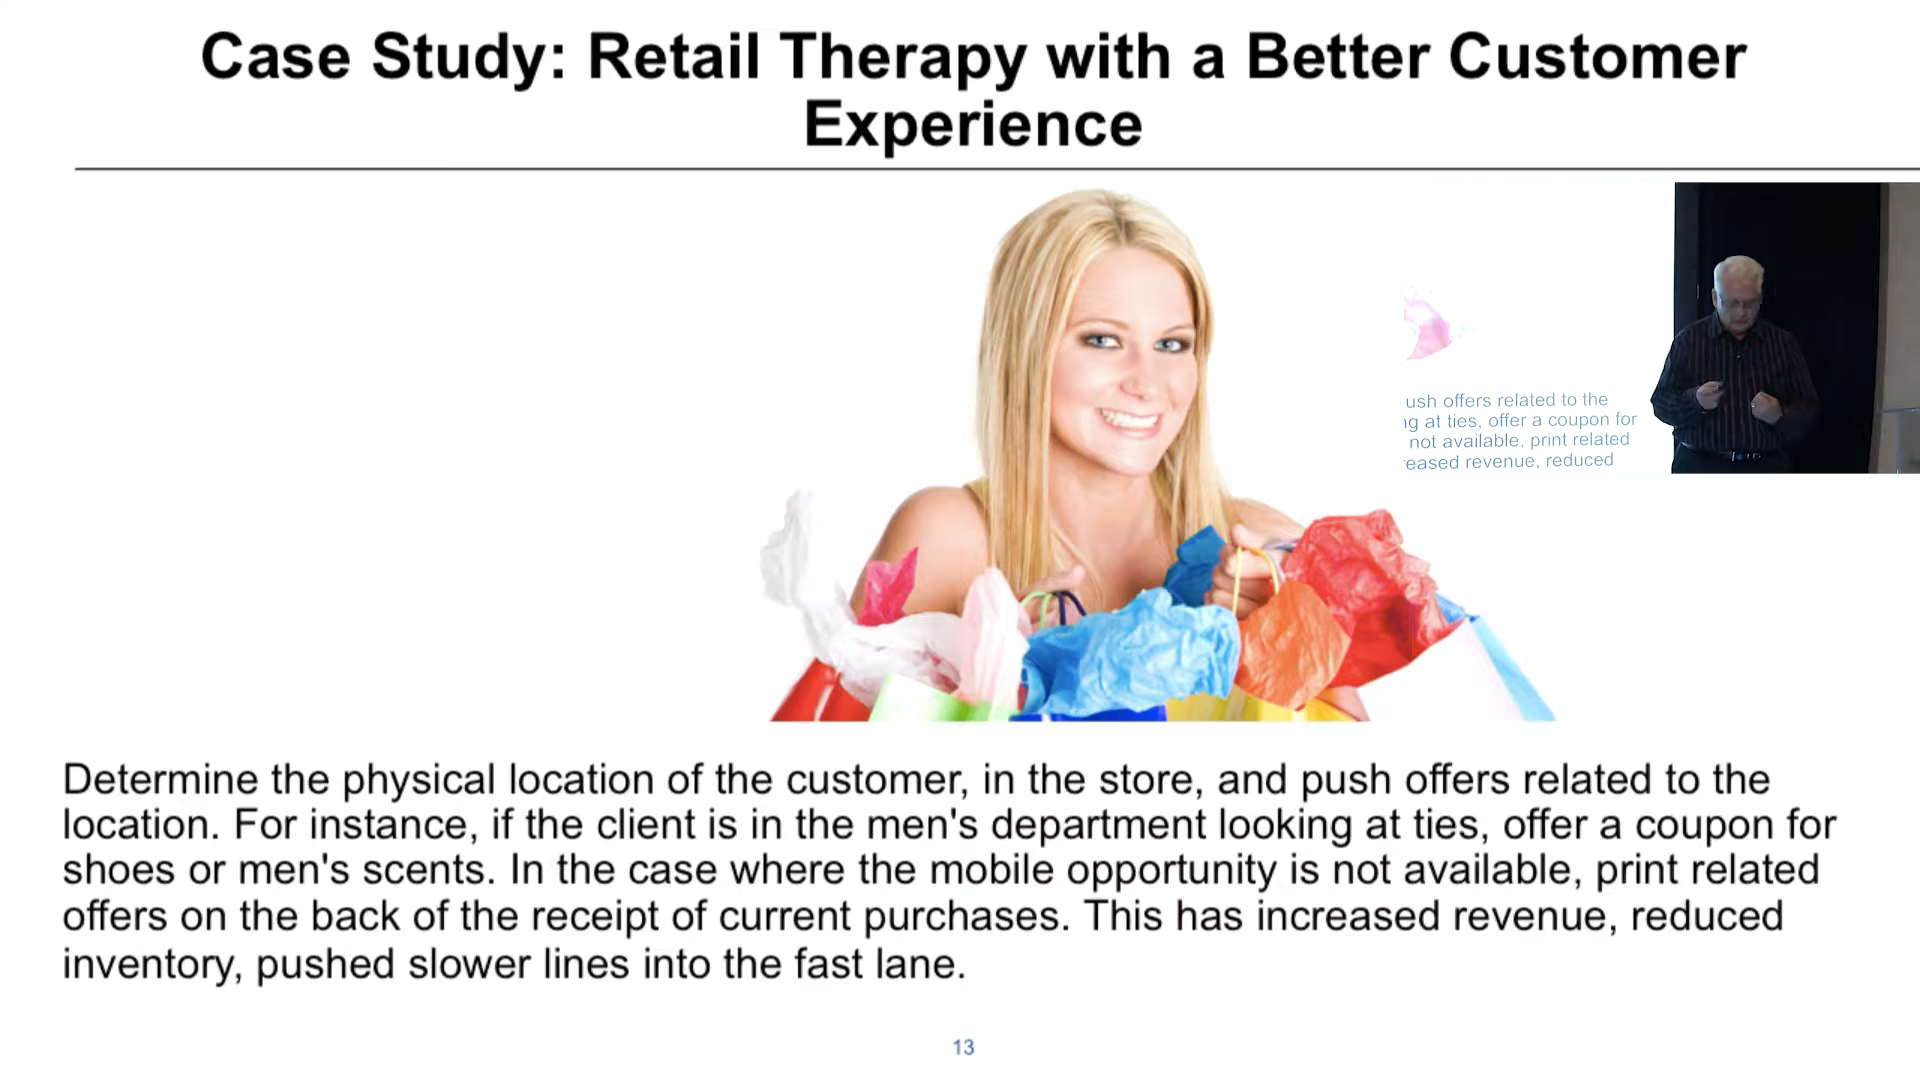 Case Study: Retail Therapy with a Better Customer
Experience
ush offers related to the
g at ties, offer a coupon for
not available, print related
eased revenue, reduced
Determine the physical location of the customer, in the store, and push offers related to the
location. For instance, if the client is in the men's department looking at ties, offer a coupon for
shoes or men's scents. In the case where the mobile opportunity is not available, print related
offers on the back of the receipt of current purchases. This has increased revenue, reduced
inventory, pushed slower lines into the fast lane.
13